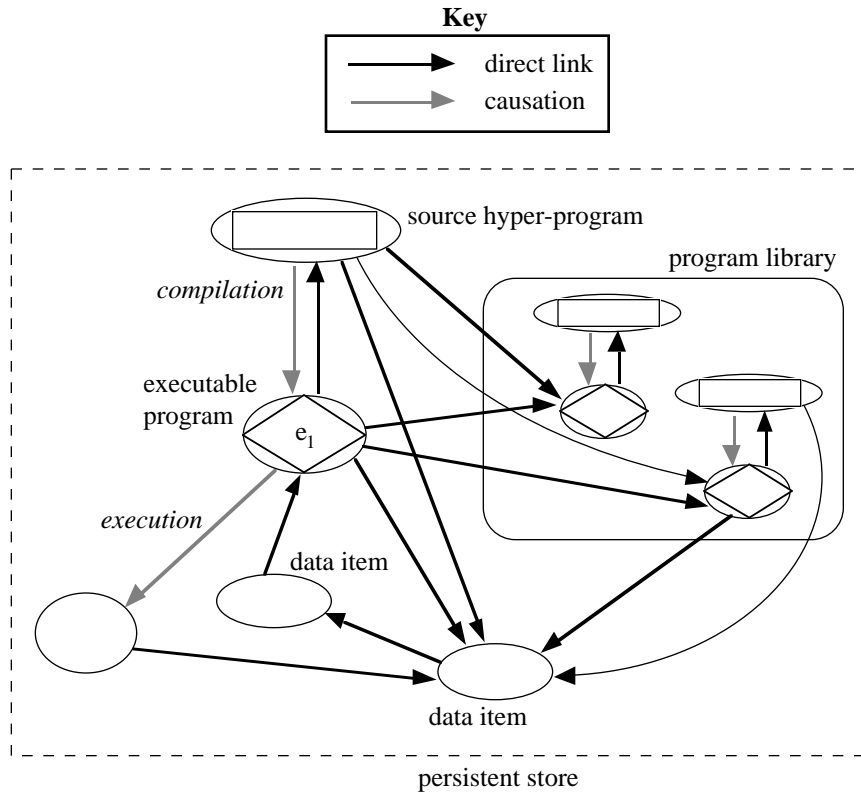 Key
direct link
causation
source hyper-program
program library
compilation
executable
program
e1
execution
data item
data item
persistent store